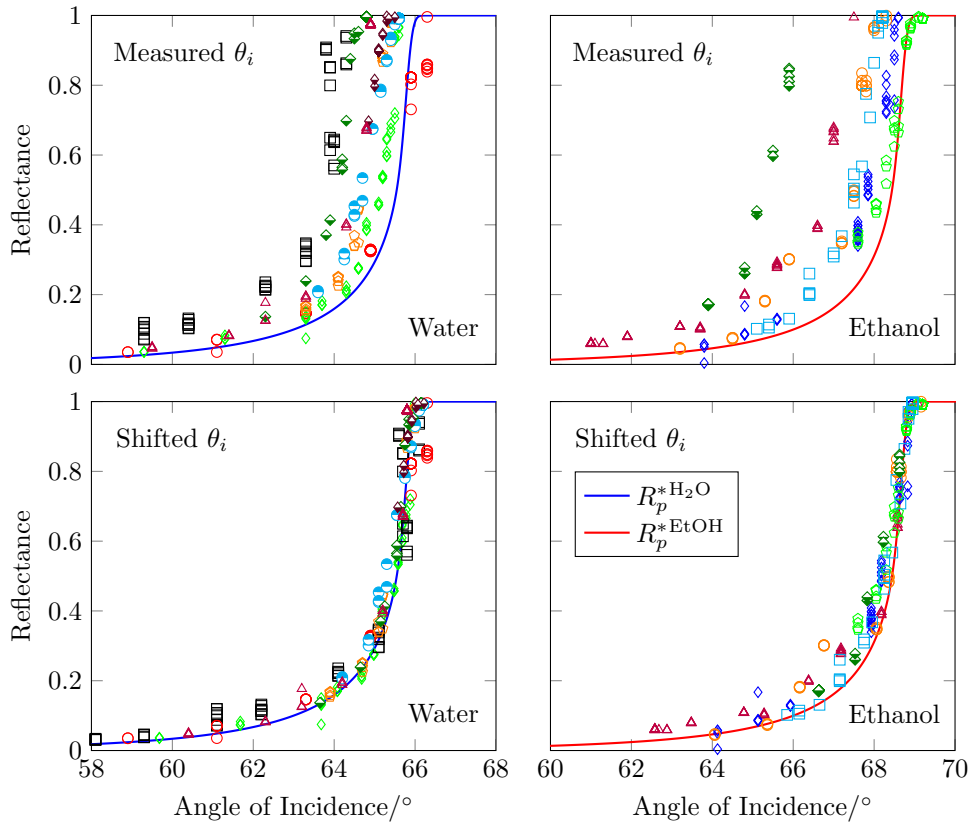 1
0.8
0.6
0.4
0.2
0
Reflectance
Measured θᵢ
Water
Measured θᵢ
Ethanol
1
0.8
0.6
0.4
0.2
0
Reflectance
Shifted θᵢ
Water
58 60 62 64 66 68
Angle of Incidence/°
Shifted θᵢ
R_p^{*H₂O}
R_p^{*EtOH}
Ethanol
60 62 64 66 68 70
Angle of Incidence/°